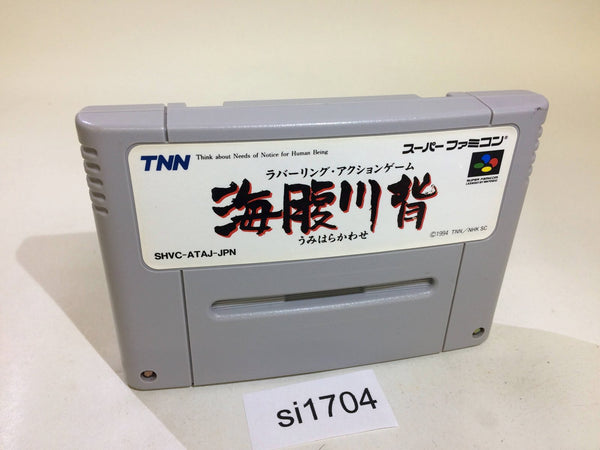 TNN Think about Needs of Notice for Human Being
スーパーファミコン
SUPER FAMICOM
LICENSED BY NINTENDO
ラバーリング・アクションゲーム
海腹川背
うみはらかわせ
©1994 TNN/NHK SC
SHVC-ATAJ-JPN
si1704